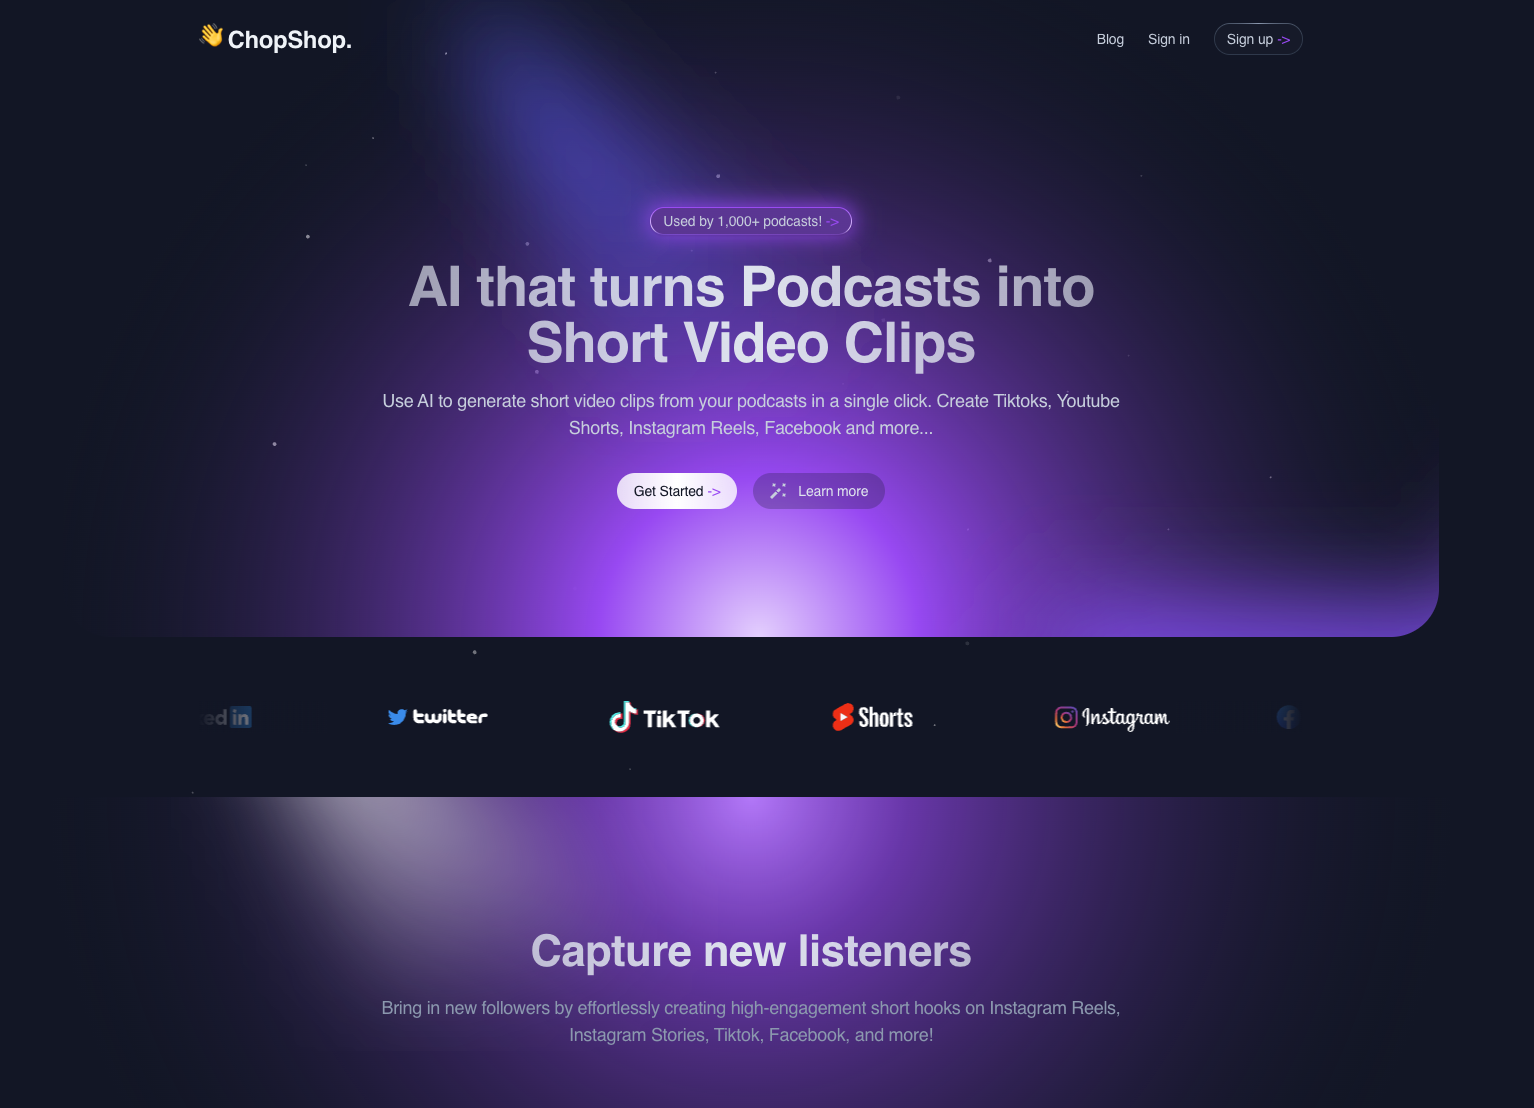 ChopShop.
Blog
Sign in
Sign up ->
Used by 1,000+ podcasts! ->
AI that turns Podcasts into
Short Video Clips
Use AI to generate short video clips from your podcasts in a single click. Create Tiktoks, Youtube
Shorts, Instagram Reels, Facebook and more...
Get Started ->
Learn more
ed in
twitter
TikTok
Shorts
Instagram
Capture new listeners
Bring in new followers by effortlessly creating high-engagement short hooks on Instagram Reels,
Instagram Stories, Tiktok, Facebook, and more!